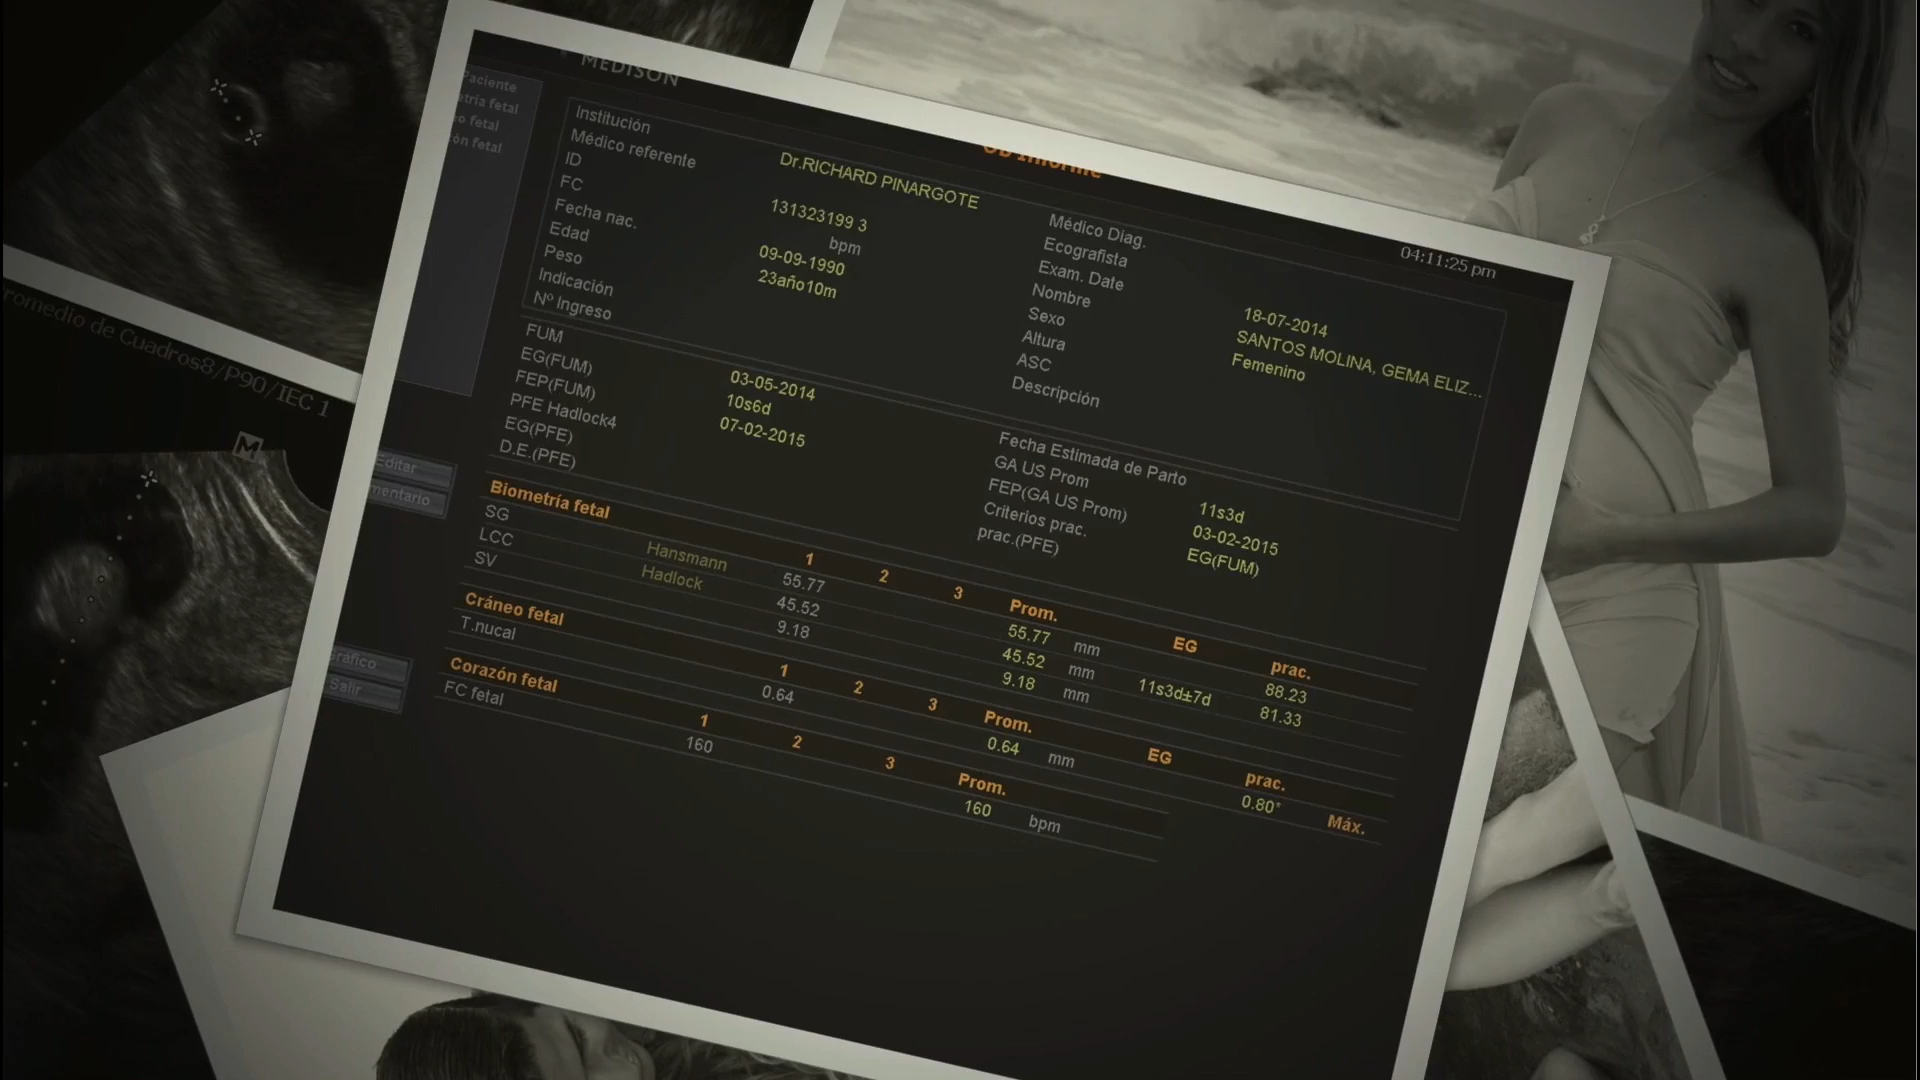 MEDISON
04:11:25 pm
Paciente
tría fetal
o fetal
ón fetal
Institución
Médico referente Dr.RICHARD PINARGOTE
ID 131323199 3
FC bpm
Fecha nac. 09-09-1990
Edad 23año10m
Peso
Indicación
Nº Ingreso
Médico Diag.
Ecografista
Exam. Date 18-07-2014
Nombre SANTOS MOLINA, GEMA ELIZ...
Sexo Femenino
Altura
ASC
Descripción
FUM 03-05-2014
EG(FUM) 10s6d
FEP(FUM) 07-02-2015
PFE Hadlock4
EG(PFE)
D.E.(PFE)
Fecha Estimada de Parto
GA US Prom 11s3d
FEP(GA US Prom) 03-02-2015
Criterios prac. EG(FUM)
prac.(PFE)
Biometría fetal 1 2 3 Prom. EG prac.
SG Hansmann 55.77 55.77 mm 88.23
LCC Hadlock 45.52 45.52 mm 11s3d±7d 81.33
SV 9.18 9.18 mm
Cráneo fetal 1 2 3 Prom. EG prac.
T.nucal 0.64 0.64 mm 0.80*
Corazón fetal 1 2 3 Prom. Máx.
FC fetal 160 160 bpm
Editar
mentario
ráfico
Salir
romedio de Cuadros8/P90/IEC 1
M